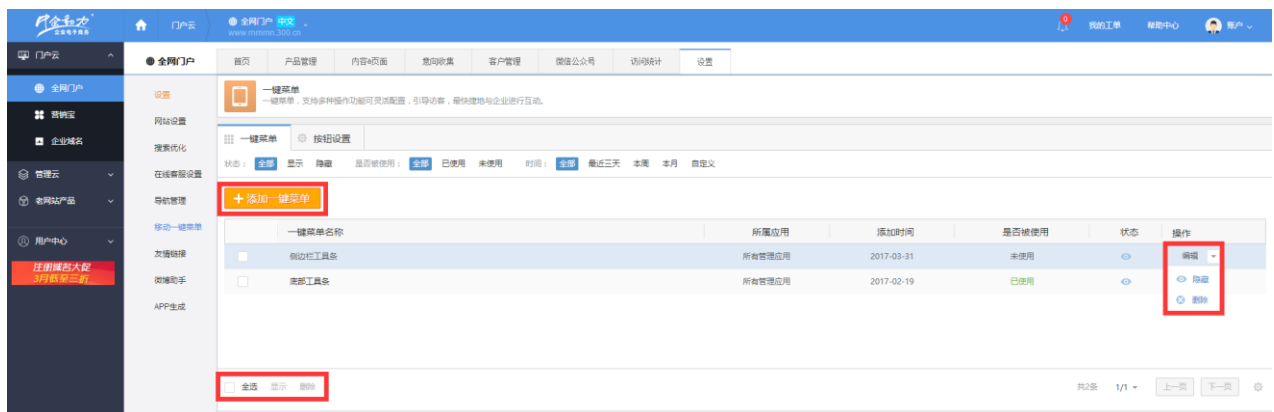 中企动力
企业电子商务
门户云
全网门户 中文
www.mmmn.300.cn
我的工单 帮助中心 账户
门户云
全网门户
营销宝
企业域名
管理云
老网站产品
用户中心
注册域名大促
3月低至三折
全网门户
设置
网站设置
搜索优化
在线客服设置
导航管理
移动一键菜单
友情链接
微博助手
APP生成
首页 产品管理 内容&页面 意向收集 客户管理 微信公众号 访问统计 设置
一键菜单
一键菜单，支持多种操作功能可灵活配置，引导访客，最快捷地与企业进行互动。
一键菜单 按钮设置
状态： 全部 显示 隐藏 是否被使用： 全部 已使用 未使用 时间： 全部 最近三天 本周 本月 自定义
+添加一键菜单
一键菜单名称 所属应用 添加时间 是否被使用 状态 操作
侧边栏工具条 所有管理应用 2017-03-31 未使用 编辑
底部工具条 所有管理应用 2017-02-19 已使用 隐藏
删除
全选 显示 删除 共2条 1/1 上一页 下一页